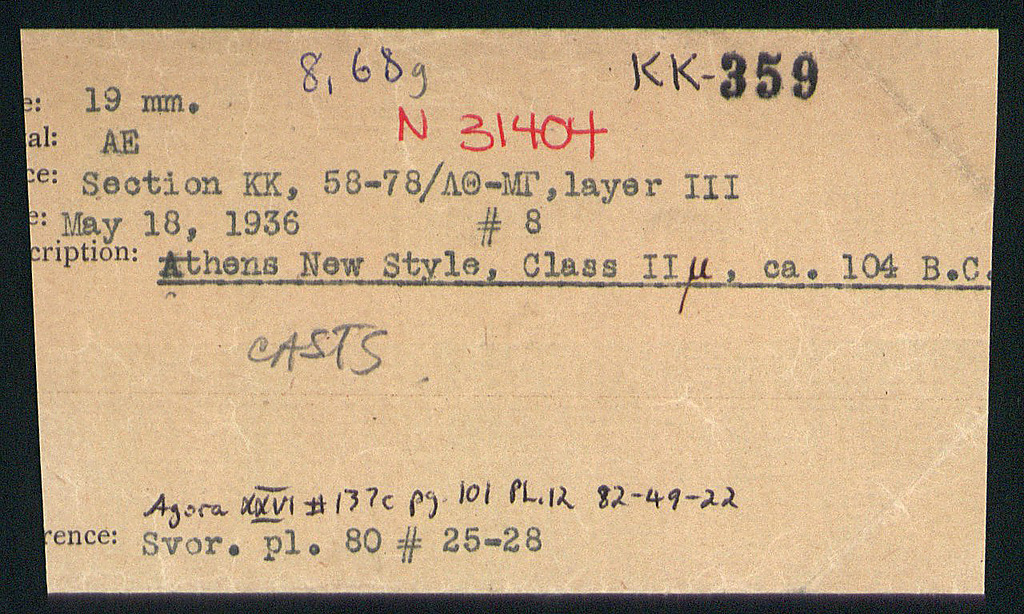 8,68g KK-359
e: 19 mm.
N 31404
al: AE
ce: Section KK, 58-78/ΛΘ-ΜΓ, layer III
e: May 18, 1936 # 8
cription: Athens New Style, Class II μ, ca. 104 B.C.
CASTS
Agora XXVI # 137c pg. 101 PL.12 82-49-22
rence: Svor. pl. 80 # 25-28